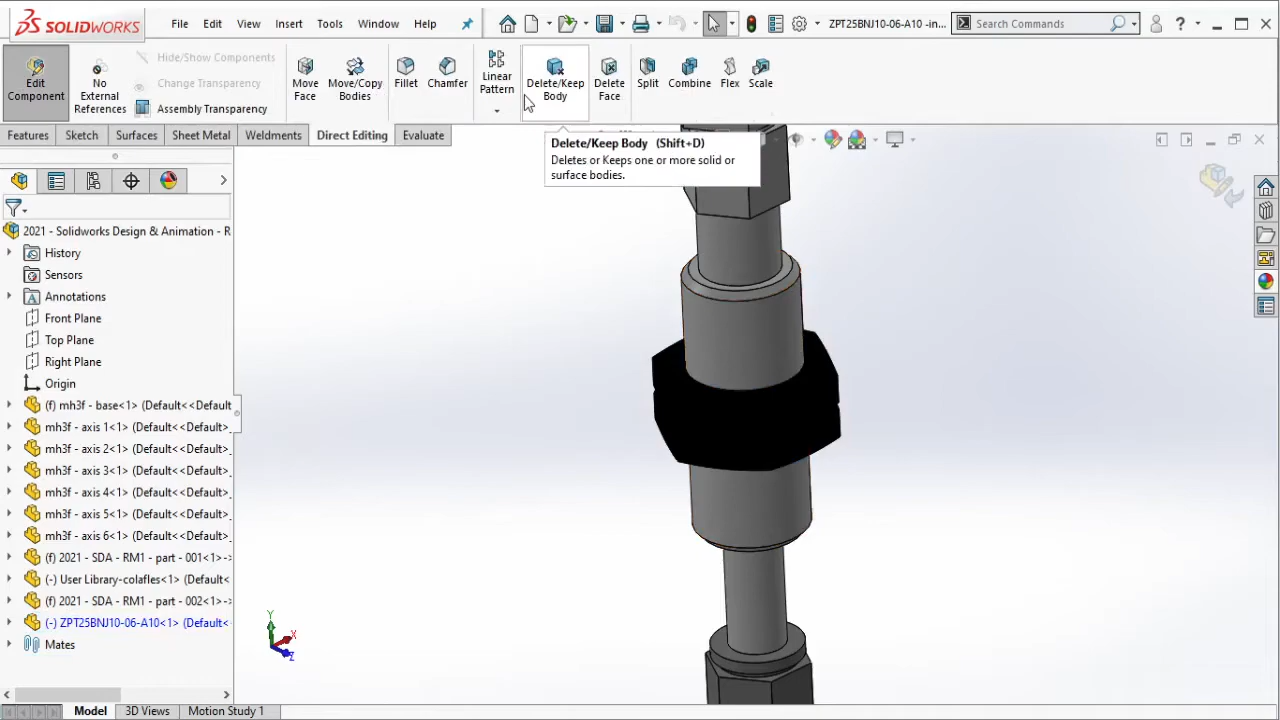 SOLIDWORKS File Edit View Insert Tools Window Help ZPT25BNJ10-06-A10 -in... Search Commands ?
Edit Component
No External References
Hide/Show Components
Change Transparency
Assembly Transparency
Move Face
Move/Copy Bodies
Fillet
Chamfer
Linear Pattern
Delete/Keep Body
Delete Face
Split
Combine
Flex
Scale
Features Sketch Surfaces Sheet Metal Weldments Direct Editing Evaluate
Delete/Keep Body (Shift+D)
Deletes or Keeps one or more solid or
surface bodies.
2021 - Solidworks Design & Animation - R
History
Sensors
Annotations
Front Plane
Top Plane
Right Plane
Origin
(f) mh3f - base<1> (Default<<Default
mh3f - axis 1<1> (Default<<Default>_
mh3f - axis 2<1> (Default<<Default>_
mh3f - axis 3<1> (Default<<Default>_
mh3f - axis 4<1> (Default<<Default>_
mh3f - axis 5<1> (Default<<Default>_
mh3f - axis 6<1> (Default<<Default>_
(f) 2021 - SDA - RM1 - part - 001<1>->
(-) User Library-colafles<1> (Default<
(f) 2021 - SDA - RM1 - part - 002<1>->
(-) ZPT25BNJ10-06-A10<1> (Default<
Mates
Y
X
Z
Model 3D Views Motion Study 1